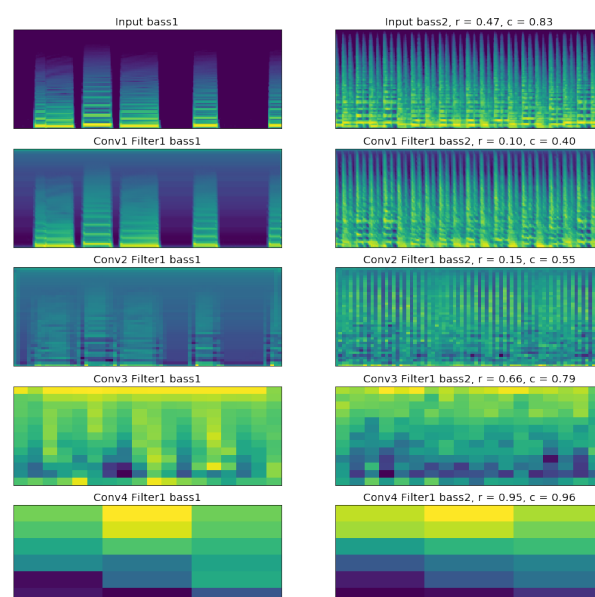 Input bass1
Input bass2, r = 0.47, c = 0.83
Conv1 Filter1 bass1
Conv1 Filter1 bass2, r = 0.10, c = 0.40
Conv2 Filter1 bass1
Conv2 Filter1 bass2, r = 0.15, c = 0.55
Conv3 Filter1 bass1
Conv3 Filter1 bass2, r = 0.66, c = 0.79
Conv4 Filter1 bass1
Conv4 Filter1 bass2, r = 0.95, c = 0.96